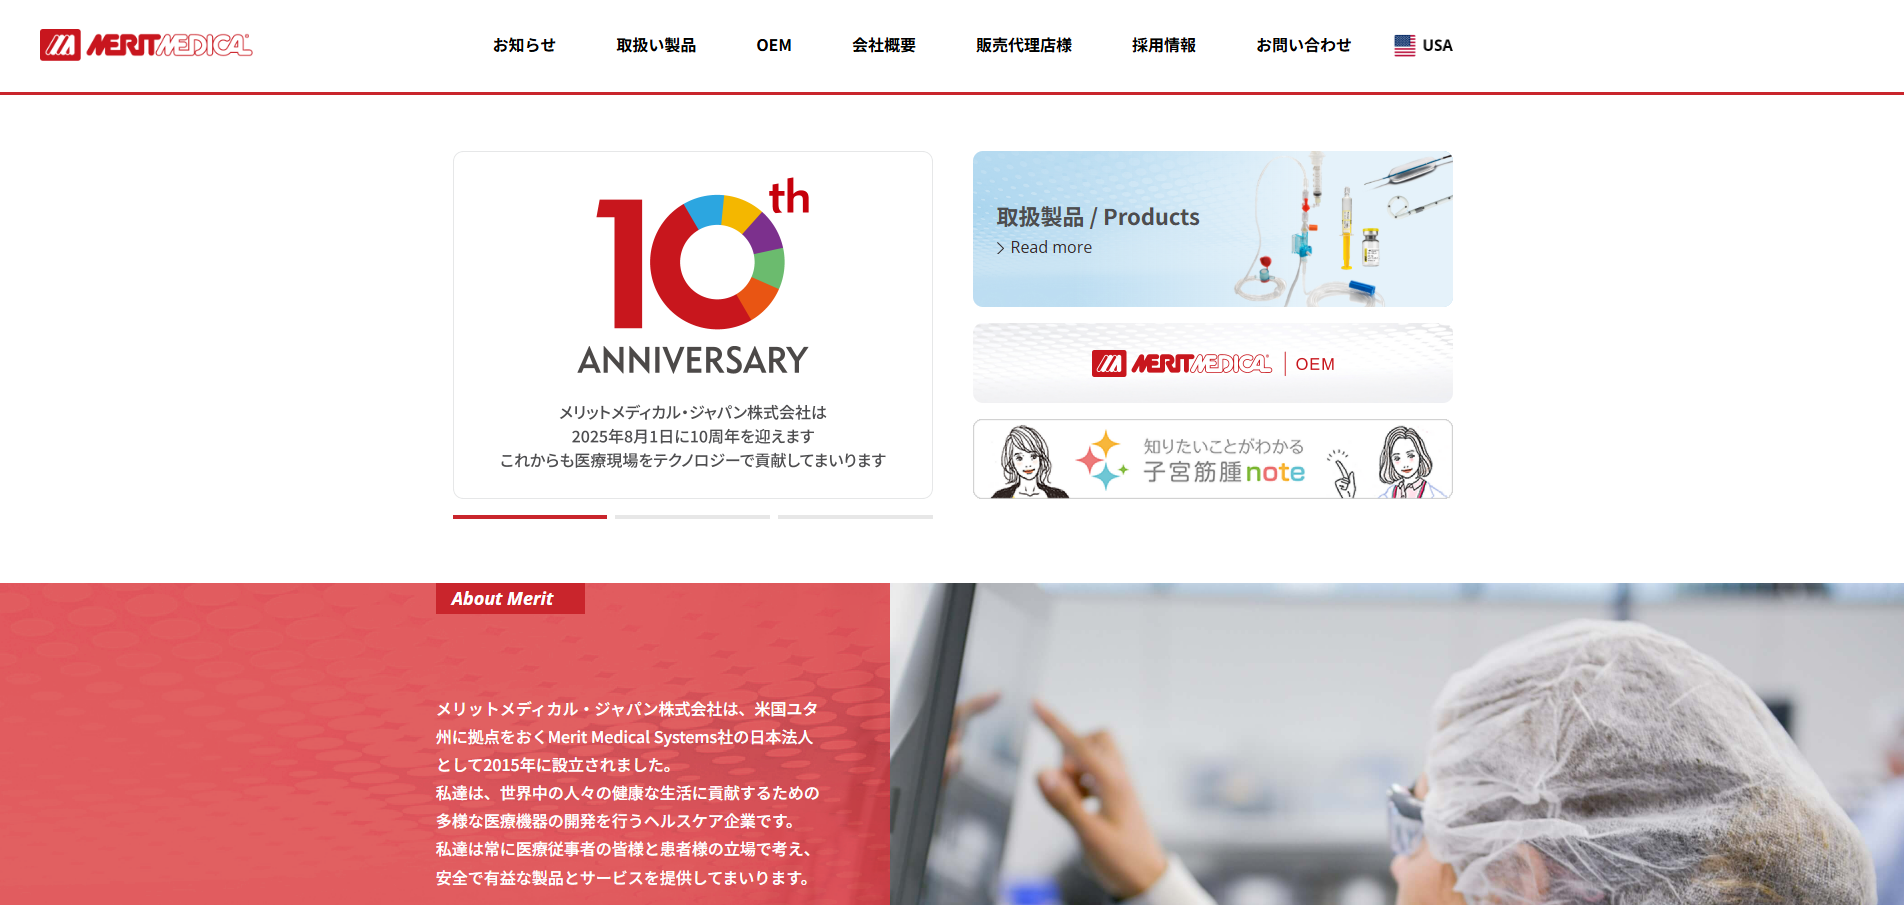 MERITMEDICAL
お知らせ
取扱い製品
OEM
会社概要
販売代理店様
採用情報
お問い合わせ
USA
10th
ANNIVERSARY
メリットメディカル・ジャパン株式会社は
2025年8月1日に10周年を迎えます
これからも医療現場をテクノロジーで貢献してまいります
取扱製品 / Products
Read more
MERITMEDICAL | OEM
知りたいことがわかる
子宮筋腫note
About Merit
メリットメディカル・ジャパン株式会社は、米国ユタ
州に拠点をおくMerit Medical Systems社の日本法人
として2015年に設立されました。
私達は、世界中の人々の健康な生活に貢献するための
多様な医療機器の開発を行うヘルスケア企業です。
私達は常に医療従事者の皆様と患者様の立場で考え、
安全で有益な製品とサービスを提供してまいります。